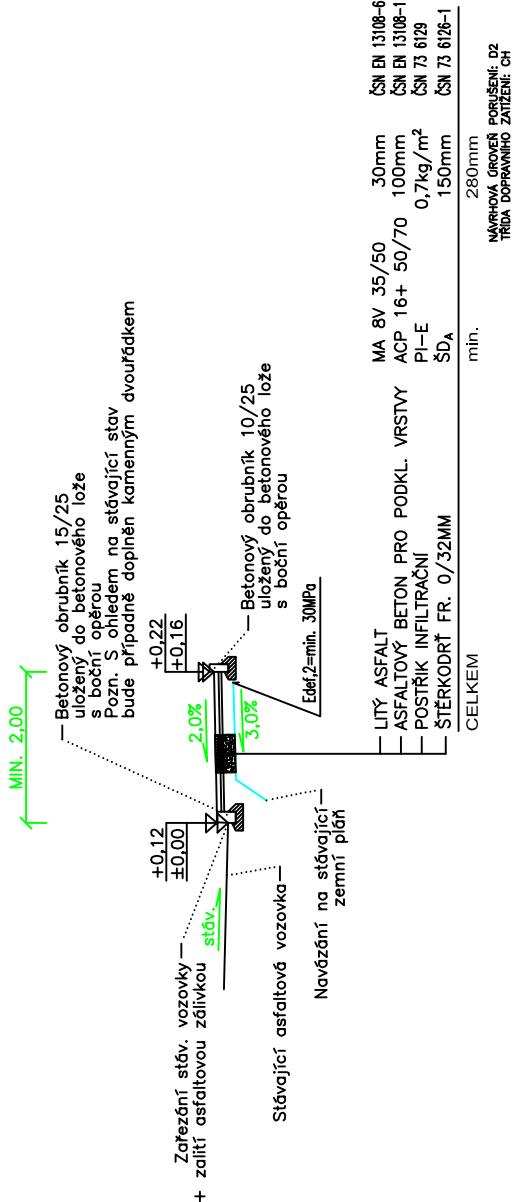 MIN. 2,00
Betonový obrubník 15/25
uložený do betonového lože
s boční opěrou
Pozn. S ohledem na stávající stav
bude případně doplněn kamenným dvouřádkem
+0,12
±0,00
+0,22
+0,16
Zařezání stáv. vozovky
+ zalití asfaltovou zálivkou
stáv.
2,0%
3,0%
Betonový obrubník 10/25
uložený do betonového lože
s boční opěrou
Stávající asfaltová vozovka
Navázání na stávající
zemní pláň
Edef,2=min. 30MPa
LITÝ ASFALT MA 8V 35/50 30mm ČSN EN 13108-6
ASFALTOVÝ BETON PRO PODKL. VRSTVY ACP 16+ 50/70 100mm ČSN EN 13108-1
POSTŘIK INFILTRAČNÍ PI-E 0,7kg/m² ČSN 73 6129
ŠTĚRKODRŤ FR. 0/32MM ŠDA 150mm ČSN 73 6126-1
CELKEM min. 280mm
NÁVRHOVÁ ÚROVEŇ PORUŠENÍ: D2
TŘÍDA DOPRAVNÍHO ZATÍŽENÍ: CH